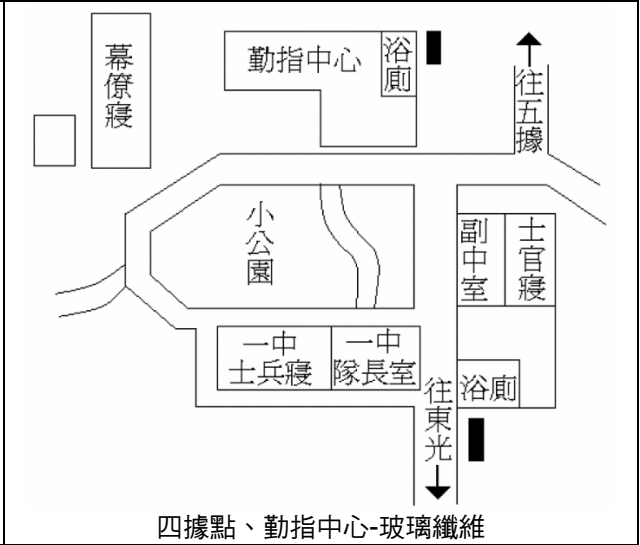 幕僚寢
勤指中心
浴廁
往五據
小公園
副中室
士官寢
一中
士兵寢
一中
隊長室
往東光
浴廁
四據點、勤指中心-玻璃纖維